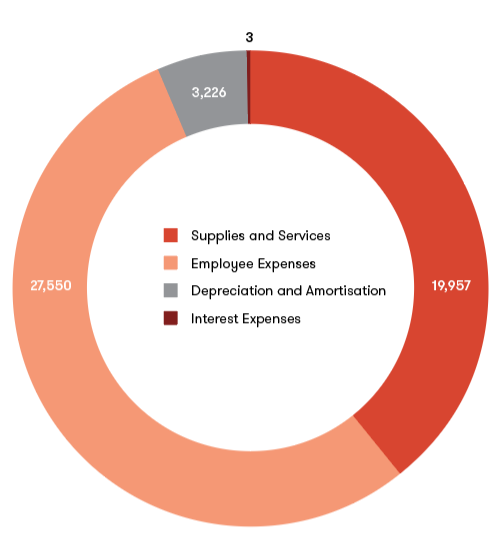 3
3,226
Supplies and Services
Employee Expenses
27,550
19,957
Depreciation and Amortisation
Interest Expenses